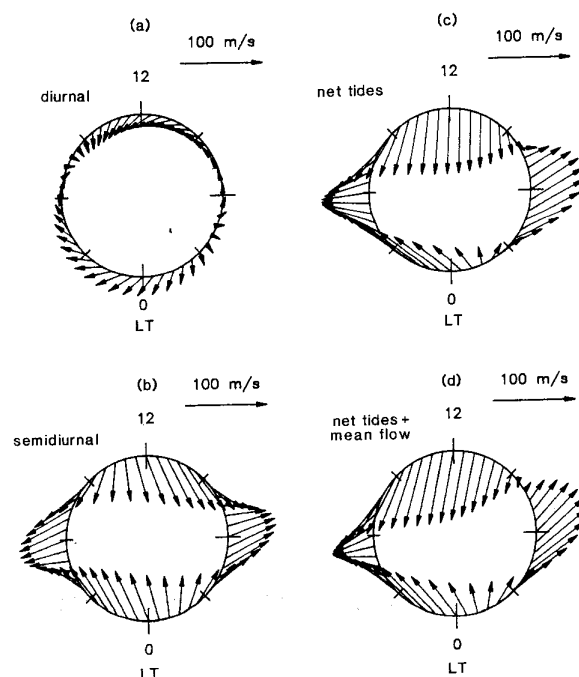 (a)
100 m/s
12
diurnal
0
LT
(c)
100 m/s
12
net tides
0
LT
(b)
100 m/s
12
semidiurnal
0
LT
(d)
100 m/s
12
net tides +
mean flow
0
LT